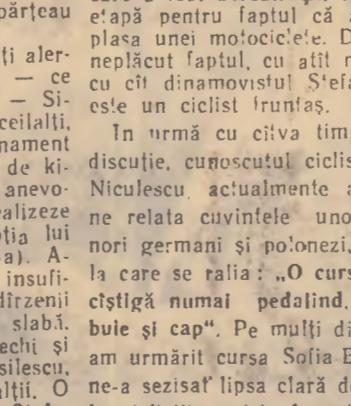 părțeau
ți aler-
— ce
— Si-
ceilalți,
nament
de ki-
anevo-
alizeze
ția lui
a). A-
insufi-
dîrzenii
slabă.
echi și
silescu,
alții. O
etapă pentru faptul că
plasa unei motociclete. D
neplăcut faptul, cu atît
cu cît dinamovistul Ștefa
este un ciclist fruntaș.
In urmă cu cîtva tim
discuție, cunoscutul ciclis
Niculescu, actualmente a
ne relata cuvintele uno
nori germani și polonezi,
la care se ralia : „O curs
cîștigă numai pedalînd.
buie și cap". Pe mulți di
am urmărit cursa Sofia B
ne-a sezisat lipsa clară d